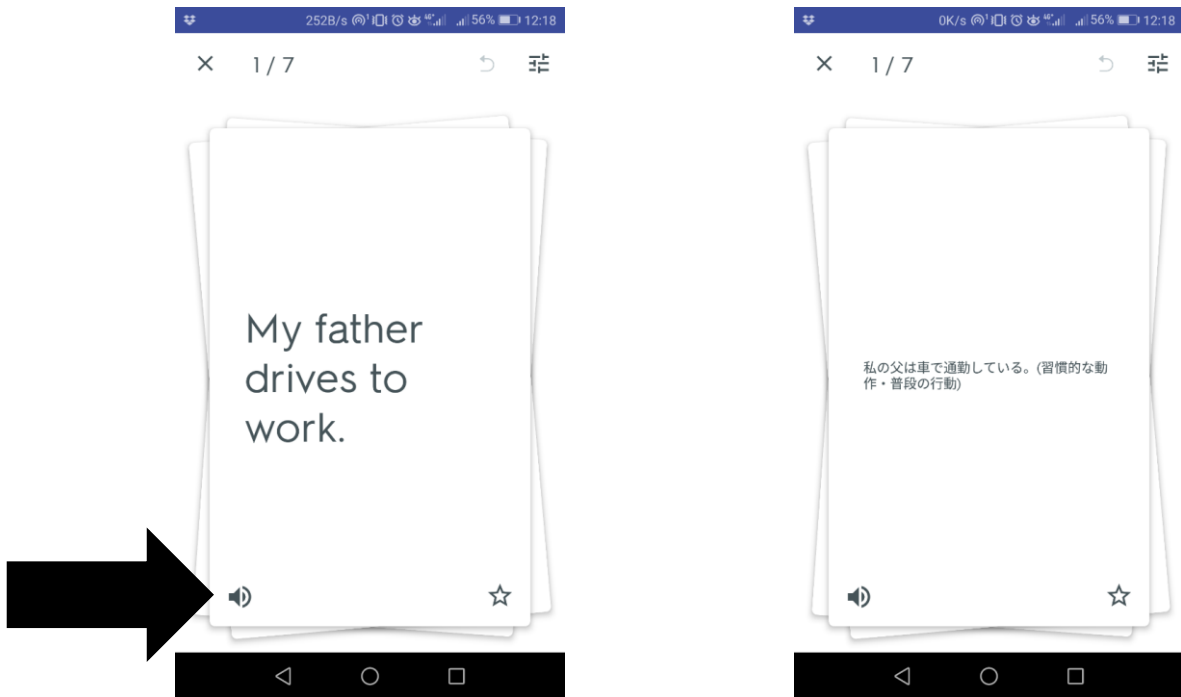 252B/s 56% 12:18
1 / 7
My father
drives to
work.
0K/s 56% 12:18
1 / 7
私の父は車で通勤している。(習慣的な動
作・普段の行動)